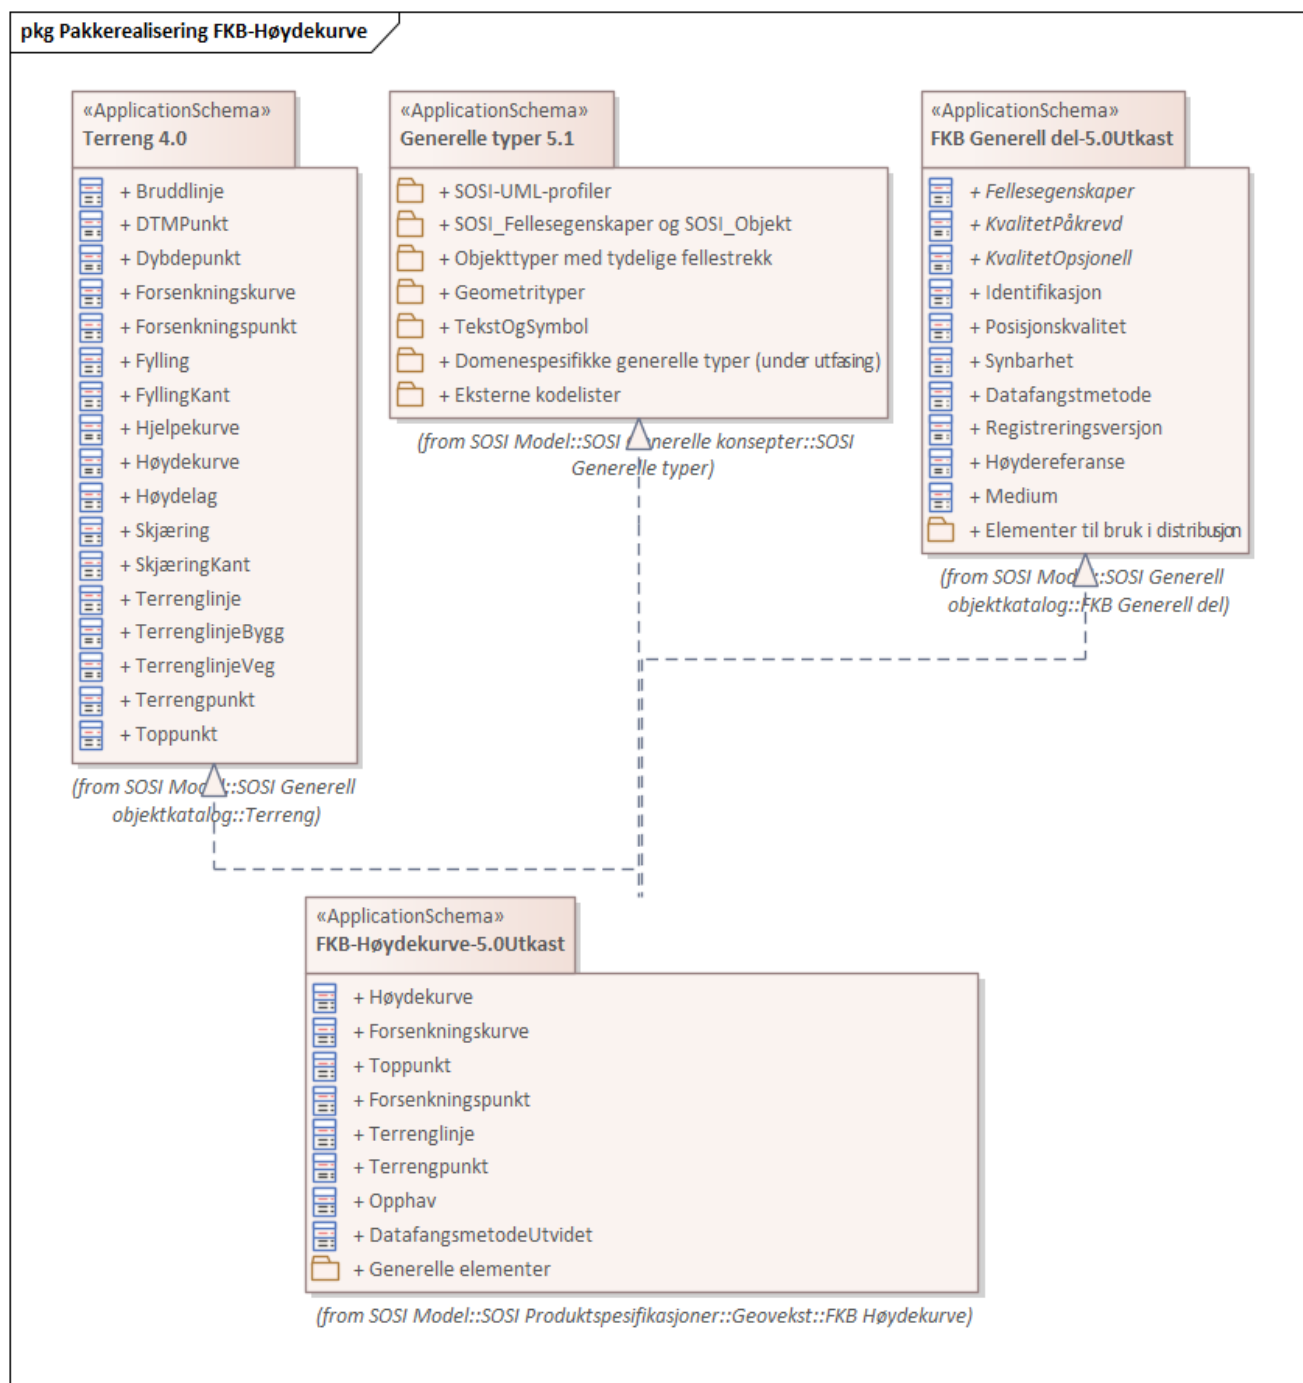 pkg Pakkerealisering FKB-Høydekurve
«ApplicationSchema»
Terreng 4.0
+ Bruddlinje
+ DTMPunkt
+ Dybdepunkt
+ Forsenkningskurve
+ Forsenkningspunkt
+ Fylling
+ FyllingKant
+ Hjelpekurve
+ Høydekurve
+ Høydelag
+ Skjæring
+ SkjæringKant
+ Terrenglinje
+ TerrenglinjeBygg
+ TerrenglinjeVeg
+ Terrengpunkt
+ Toppunkt
(from SOSI Model::SOSI Generell
objektkatalog::Terreng)
«ApplicationSchema»
Generelle typer 5.1
+ SOSI-UML-profiler
+ SOSI_Fellesegenskaper og SOSI_Objekt
+ Objekttyper med tydelige fellestrekk
+ Geometrityper
+ TekstOgSymbol
+ Domenespesifikke generelle typer (under utfasing)
+ Eksterne kodelister
(from SOSI Model::SOSI Generelle konsepter::SOSI
Generelle typer)
«ApplicationSchema»
FKB Generell del-5.0Utkast
+ Fellesegenskaper
+ KvalitetPåkrevd
+ KvalitetOpsjonell
+ Identifikasjon
+ Posisjonskvalitet
+ Synbarhet
+ Datafangstmetode
+ Registreringsversjon
+ Høydereferanse
+ Medium
+ Elementer til bruk i distribusjon
(from SOSI Model::SOSI Generell
objektkatalog::FKB Generell del)
«ApplicationSchema»
FKB-Høydekurve-5.0Utkast
+ Høydekurve
+ Forsenkningskurve
+ Toppunkt
+ Forsenkningspunkt
+ Terrenglinje
+ Terrengpunkt
+ Opphav
+ DatafangsmetodeUtvidet
+ Generelle elementer
(from SOSI Model::SOSI Produktspesifikasjoner::Geovekst::FKB Høydekurve)